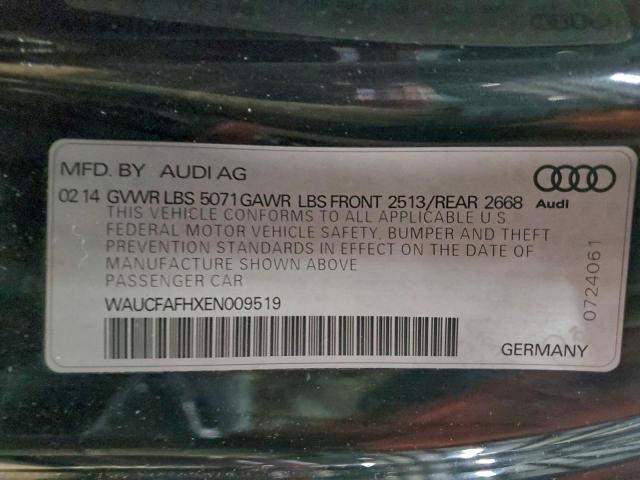 MFD. BY AUDI AG
02 14 GVWR LBS 5071 GAWR LBS FRONT 2513/REAR 2668
Audi
THIS VEHICLE CONFORMS TO ALL APPLICABLE U.S.
FEDERAL MOTOR VEHICLE SAFETY, BUMPER AND THEFT
PREVENTION STANDARDS IN EFFECT ON THE DATE OF
MANUFACTURE SHOWN ABOVE
PASSENGER CAR
WAUCFAFHXEN009519
0724061
GERMANY